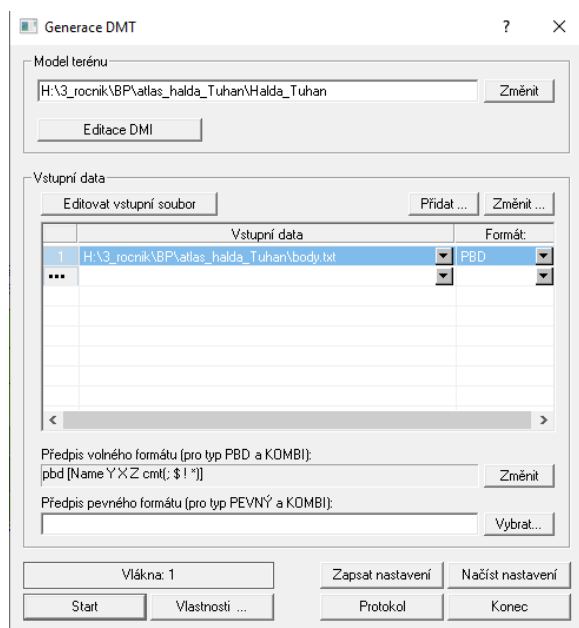 Generace DMT ? ×
Model terénu
H:\3_rocnik\BP\atlas_halda_Tuhan\Halda_Tuhan Změnit
Editace DMI
Vstupní data
Editovat vstupní soubor Přidat ... Změnit ...
Vstupní data Formát:
1 H:\3_rocnik\BP\atlas_halda_Tuhan\body.txt PBD
...
Předpis volného formátu (pro typ PBD a KOMBI):
pbd [Name Y X Z cmt(; $ ! *)] Změnit
Předpis pevného formátu (pro typ PEVNÝ a KOMBI):
Vybrat...
Vlákna: 1 Zapsat nastavení Načíst nastavení
Start Vlastnosti ... Protokol Konec